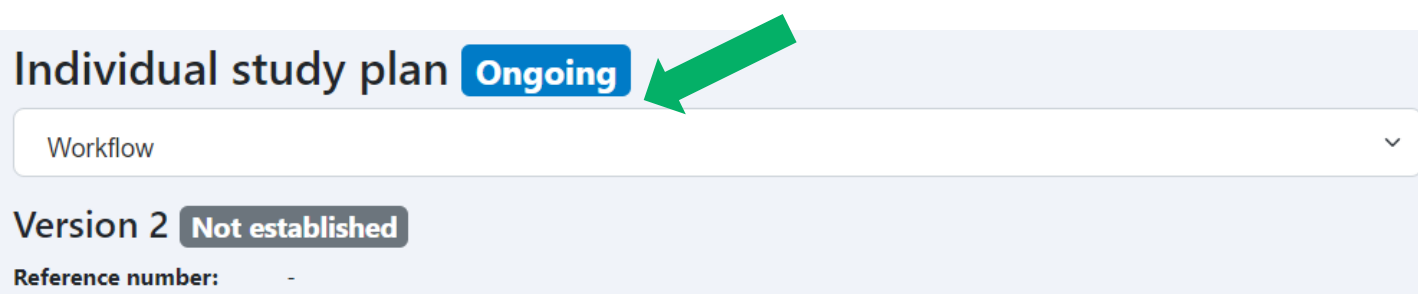 Individual study plan Ongoing
Workflow
Version 2 Not established
Reference number: -